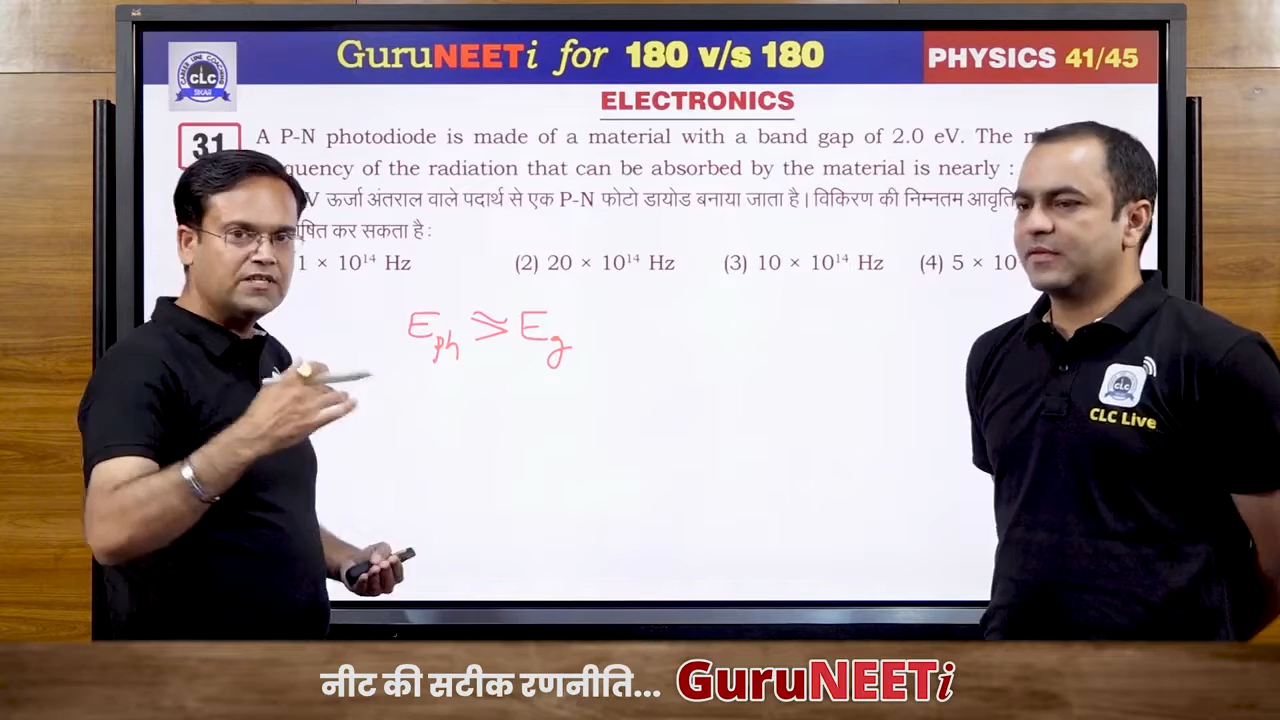 GuruNEETi for 180 v/s 180
PHYSICS 41/45
CLC
ELECTRONICS
31
A P-N photodiode is made of a material with a band gap of 2.0 eV. The
of the radiation that can be absorbed by the material is nearly :
ऊर्जा अंतराल वाले पदार्थ से एक P-N फोटो डायोड बनाया जाता है। विकिरण की निम्नतम
कर सकता है :
1 × 10¹⁴ Hz (2) 20 × 10¹⁴ Hz (3) 10 × 10¹⁴ Hz (4) 5 × 10
E_ph ≥ E_g
CLC
CLC Live
नीट की सटीक रणनीति... GuruNEETi